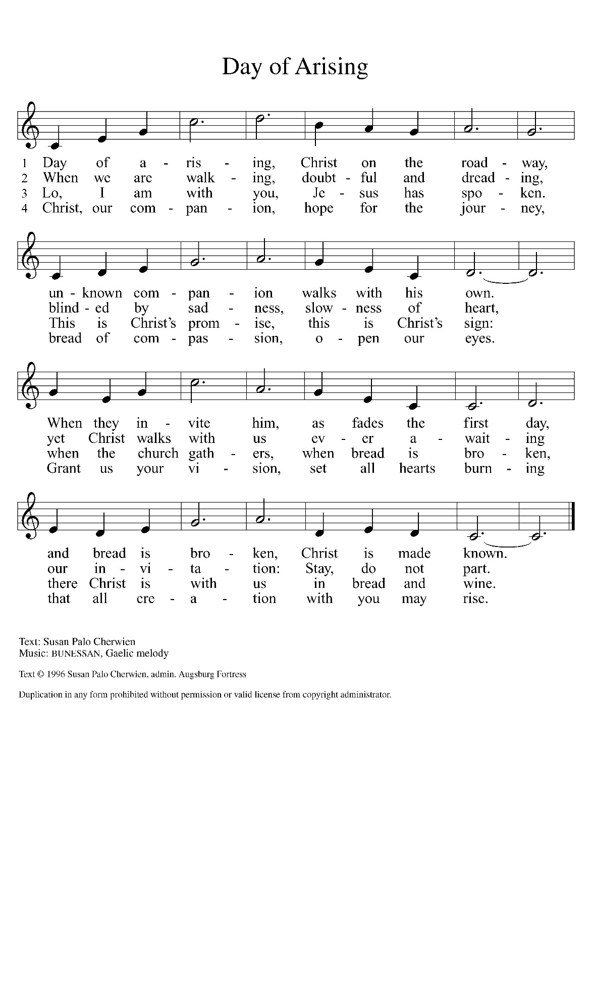 Day of Arising
1 Day of a - ris - ing, Christ on the road - way,
2 When we are walk - ing, doubt - ful and dread - ing,
3 Lo, I am with you, Je - sus has spo - ken.
4 Christ, our com - pan - ion, hope for the jour - ney,
un - known com - pan - ion walks with his own.
blind - ed by sad - ness, slow - ness of heart,
This is Christ's prom - ise, this is Christ's sign:
bread of com - pas - sion, o - pen our eyes.
When they in - vite him, as fades the first day,
yet Christ walks with us ev - er a - wait - ing
when the church gath - ers, when bread is bro - ken,
Grant us your vi - sion, set all hearts burn - ing
and bread is bro - ken, Christ is made known.
our in - vi - ta - tion: Stay, do not part.
there Christ is with us in bread and wine.
that all cre - a - tion with you may rise.
Text: Susan Palo Cherwien
Music: BUNESSAN, Gaelic melody
Text © 1996 Susan Palo Cherwien, admin. Augsburg Fortress
Duplication in any form prohibited without permission or valid license from copyright administrator.